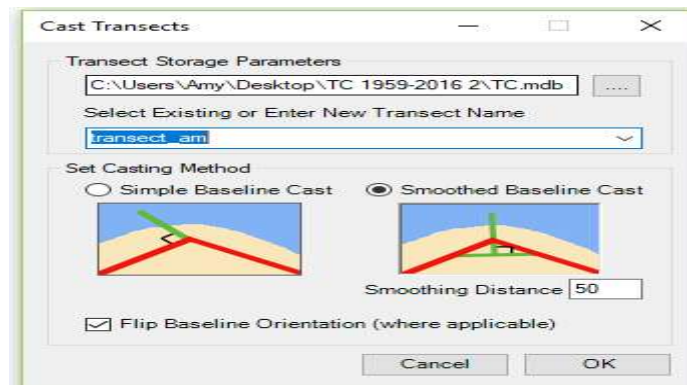 Cast Transects
Transect Storage Parameters
C:\Users\Amy\Desktop\TC 1959-2016 2\TC.mdb ....
Select Existing or Enter New Transect Name
transect_am
Set Casting Method
Simple Baseline Cast Smoothed Baseline Cast
Smoothing Distance 50
Flip Baseline Orientation (where applicable)
Cancel OK